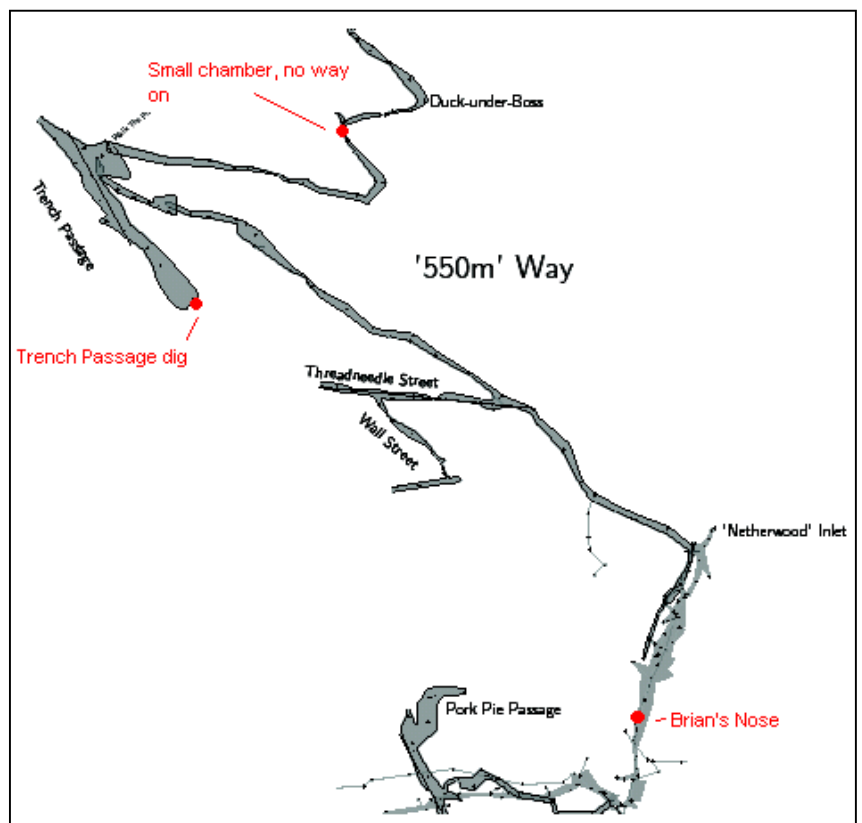 Small chamber, no way
on
Duck-under-Boss
Trench Passage
'550m' Way
Trench Passage dig
Threadneedle Street
Wall Street
'Netherwood' Inlet
Pork Pie Passage
Brian's Nose